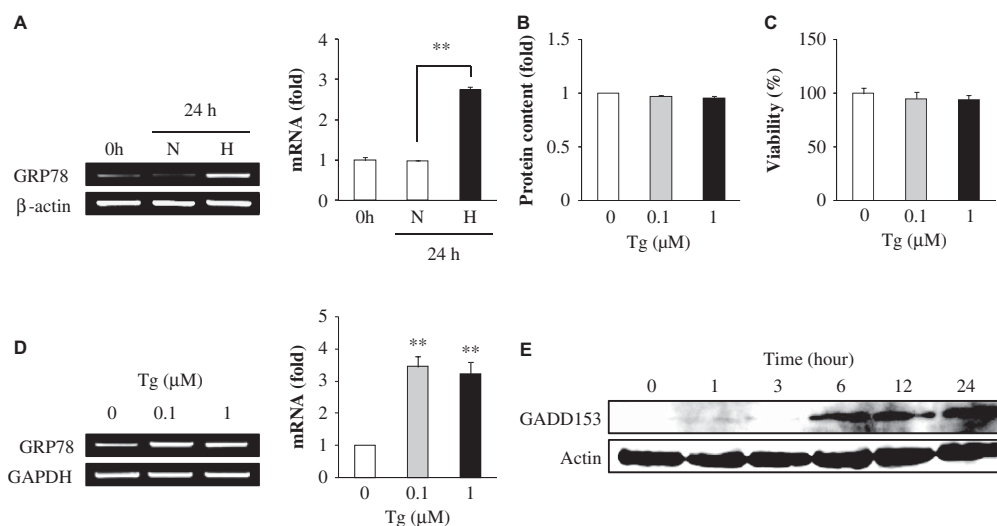 A
24 h
0h N H
GRP78
β-actin
mRNA (fold)
4
3
2
1
0
**
0h N H
24 h
B
Protein content (fold)
1.5
1
0.5
0
0 0.1 1
Tg (μM)
C
Viability (%)
150
100
50
0
0 0.1 1
Tg (μM)
D
Tg (μM)
0 0.1 1
GRP78
GAPDH
mRNA (fold)
5
4
3
2
1
0
** **
0 0.1 1
Tg (μM)
E
Time (hour)
0 1 3 6 12 24
GADD153
Actin